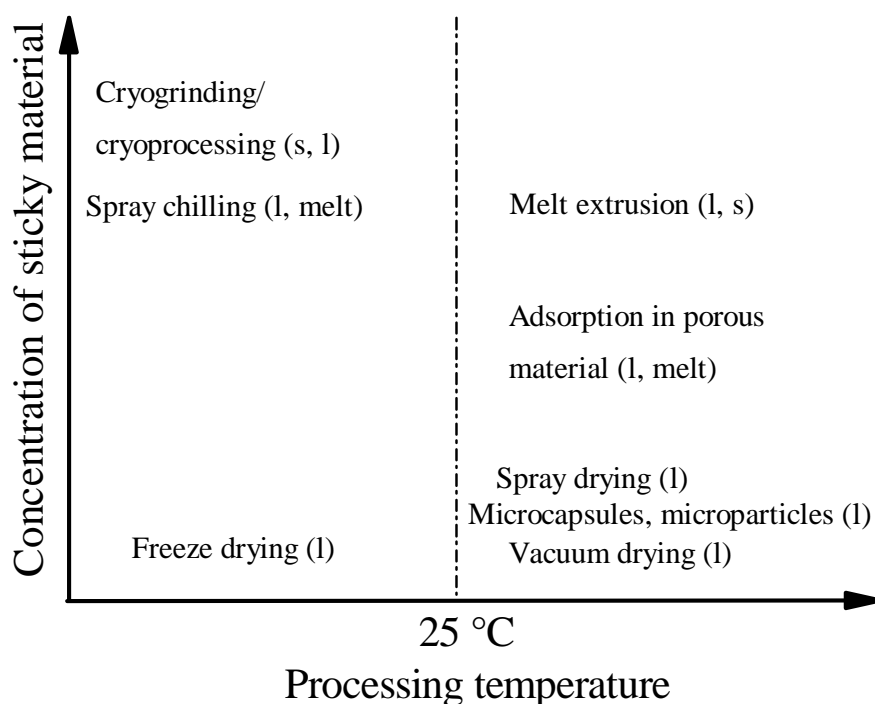 Concentration of sticky material
Cryogrinding/
cryoprocessing (s, l)
Spray chilling (l, melt)
Melt extrusion (l, s)
Adsorption in porous
material (l, melt)
Spray drying (l)
Microcapsules, microparticles (l)
Freeze drying (l)
Vacuum drying (l)
25 °C
Processing temperature